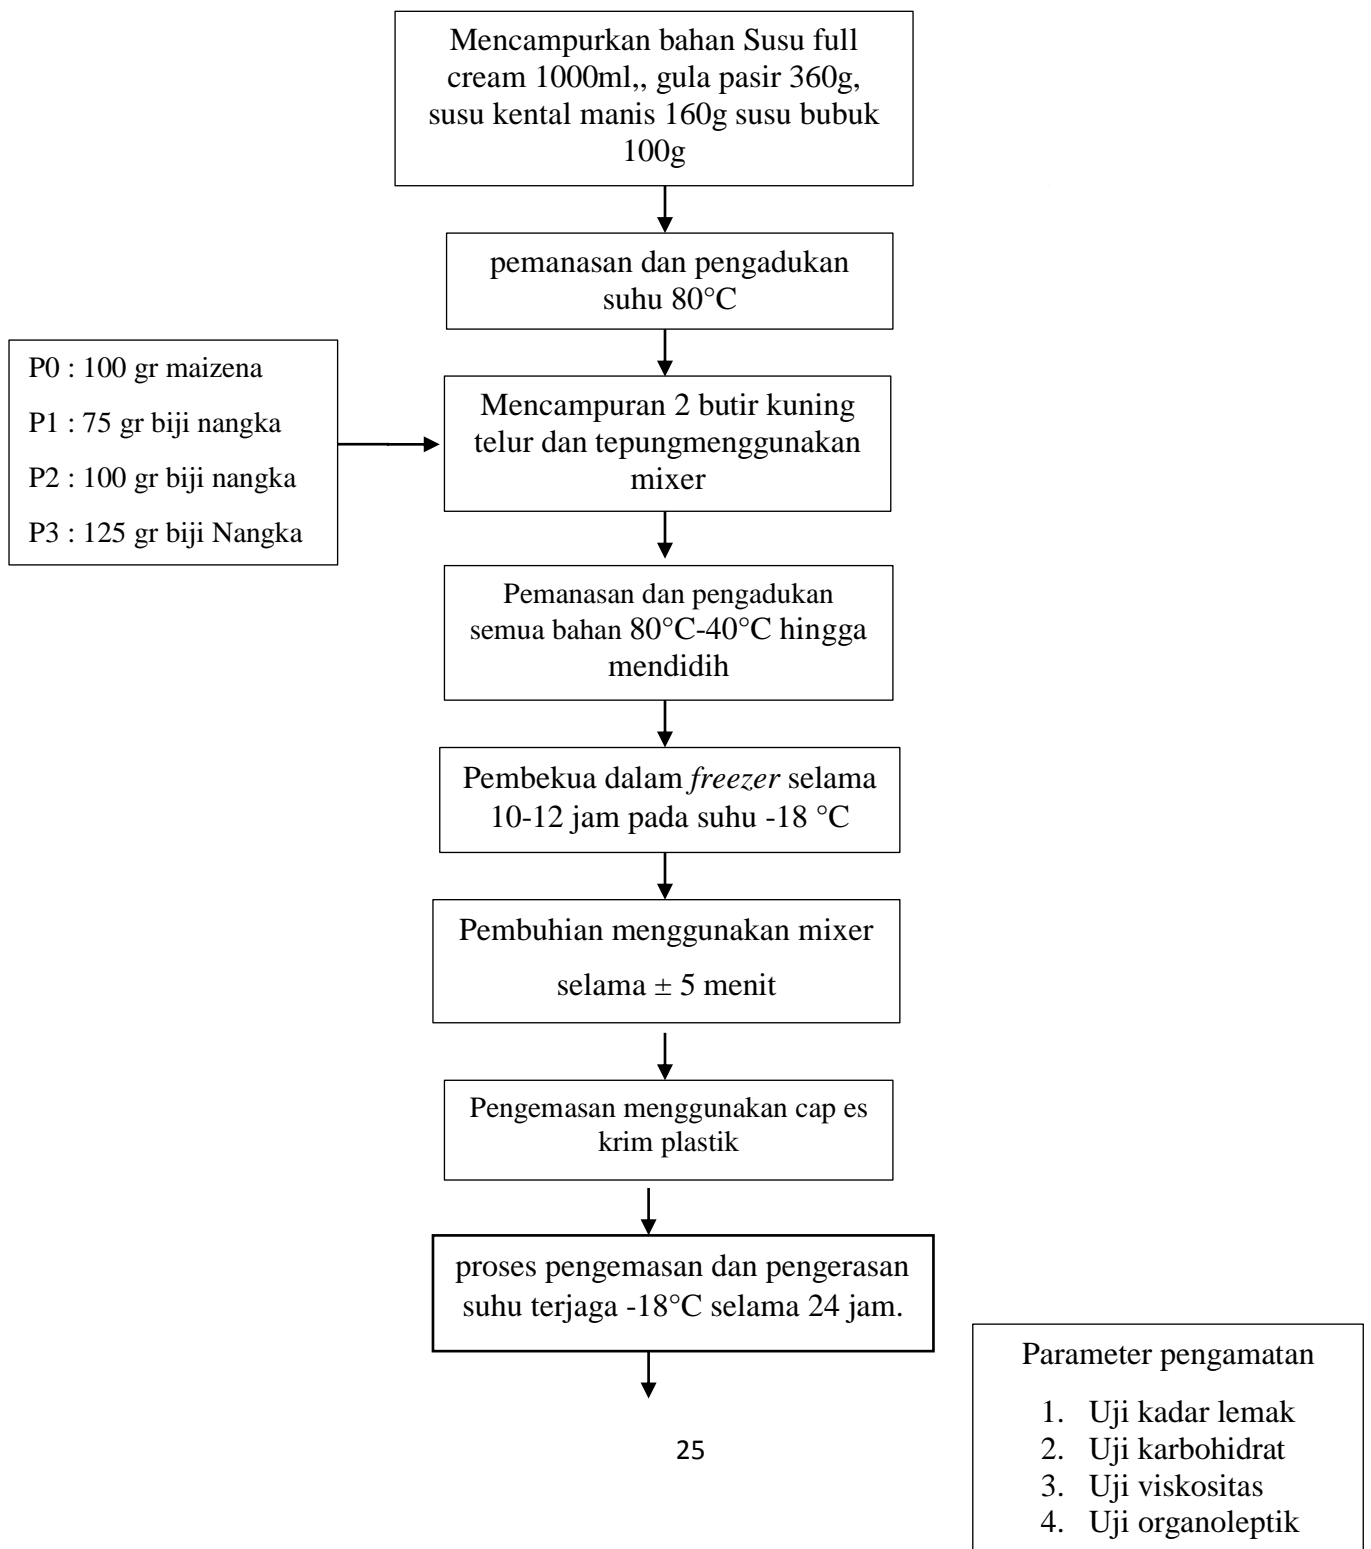 Mencampurkan bahan Susu full
cream 1000ml,, gula pasir 360g,
susu kental manis 160g susu bubuk
100g
pemanasan dan pengadukan
suhu 80°C
P0 : 100 gr maizena
P1 : 75 gr biji nangka
P2 : 100 gr biji nangka
P3 : 125 gr biji Nangka
Mencampuran 2 butir kuning
telur dan tepungmenggunakan
mixer
Pemanasan dan pengadukan
semua bahan 80°C-40°C hingga
mendidih
Pembekua dalam freezer selama
10-12 jam pada suhu -18 °C
Pembuhian menggunakan mixer
selama ± 5 menit
Pengemasan menggunakan cap es
krim plastik
proses pengemasan dan pengerasan
suhu terjaga -18°C selama 24 jam.
Parameter pengamatan
1. Uji kadar lemak
2. Uji karbohidrat
3. Uji viskositas
4. Uji organoleptik
25